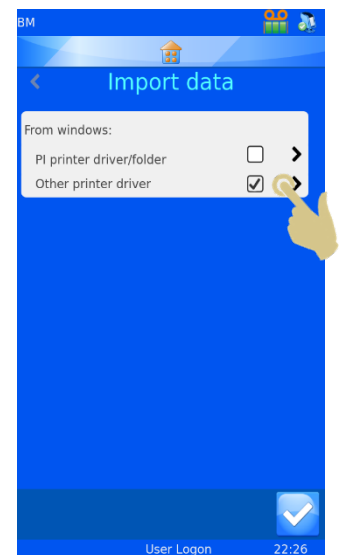 BM
Import data
From windows:
PI printer driver/folder
Other printer driver
User Logon 22:26